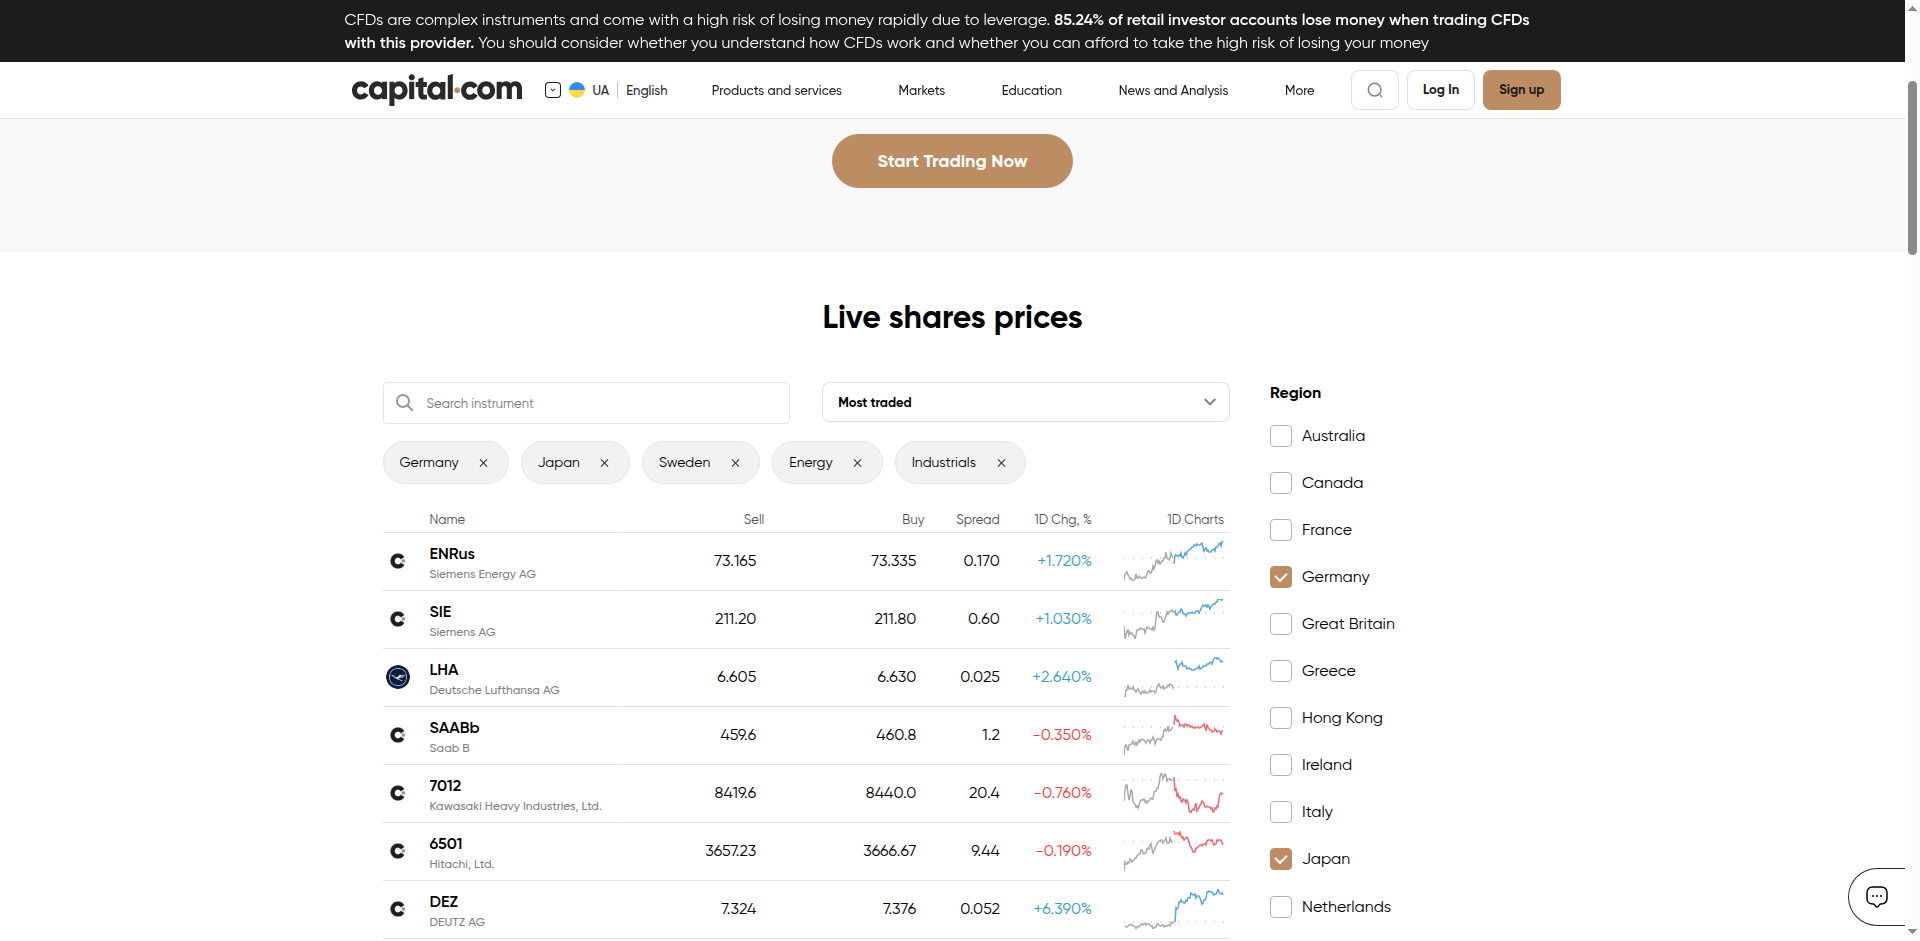 CFDs are complex instruments and come with a high risk of losing money rapidly due to leverage. 85.24% of retail investor accounts lose money when trading CFDs
with this provider. You should consider whether you understand how CFDs work and whether you can afford to take the high risk of losing your money
capital.com UA English Products and services Markets Education News and Analysis More Log In Sign up
Start Trading Now
Live shares prices
Search instrument
Most traded
Germany Japan Sweden Energy Industrials
Name Sell Buy Spread 1D Chg, % 1D Charts
ENRus 73.165 73.335 0.170 +1.720%
Siemens Energy AG
SIE 211.20 211.80 0.60 +1.030%
Siemens AG
LHA 6.605 6.630 0.025 +2.640%
Deutsche Lufthansa AG
SAABb 459.6 460.8 1.2 -0.350%
Saab B
7012 8419.6 8440.0 20.4 -0.760%
Kawasaki Heavy Industries, Ltd.
6501 3657.23 3666.67 9.44 -0.190%
Hitachi, Ltd.
DEZ 7.324 7.376 0.052 +6.390%
DEUTZ AG
Region
Australia
Canada
France
Germany
Great Britain
Greece
Hong Kong
Ireland
Italy
Japan
Netherlands